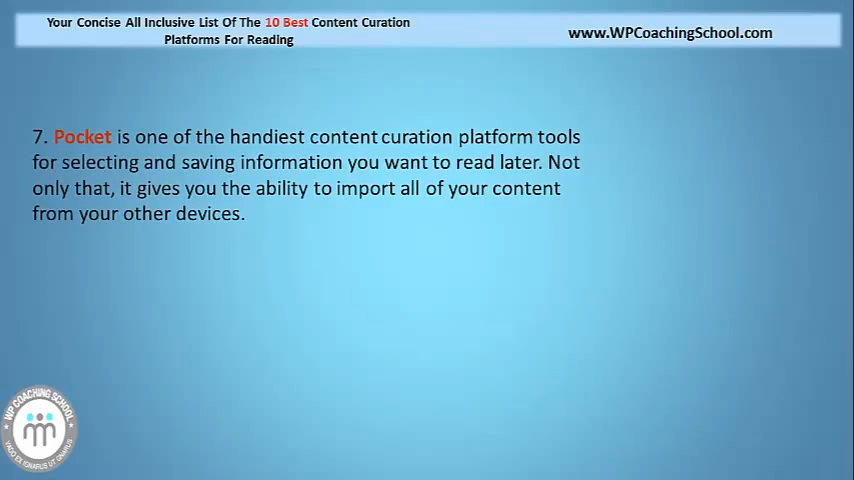 Your Concise All Inclusive List Of The 10 Best Content Curation
Platforms For Reading
www.WPCoachingSchool.com
7. Pocket is one of the handiest content curation platform tools
for selecting and saving information you want to read later. Not
only that, it gives you the ability to import all of your content
from your other devices.
WP COACHING SCHOOL